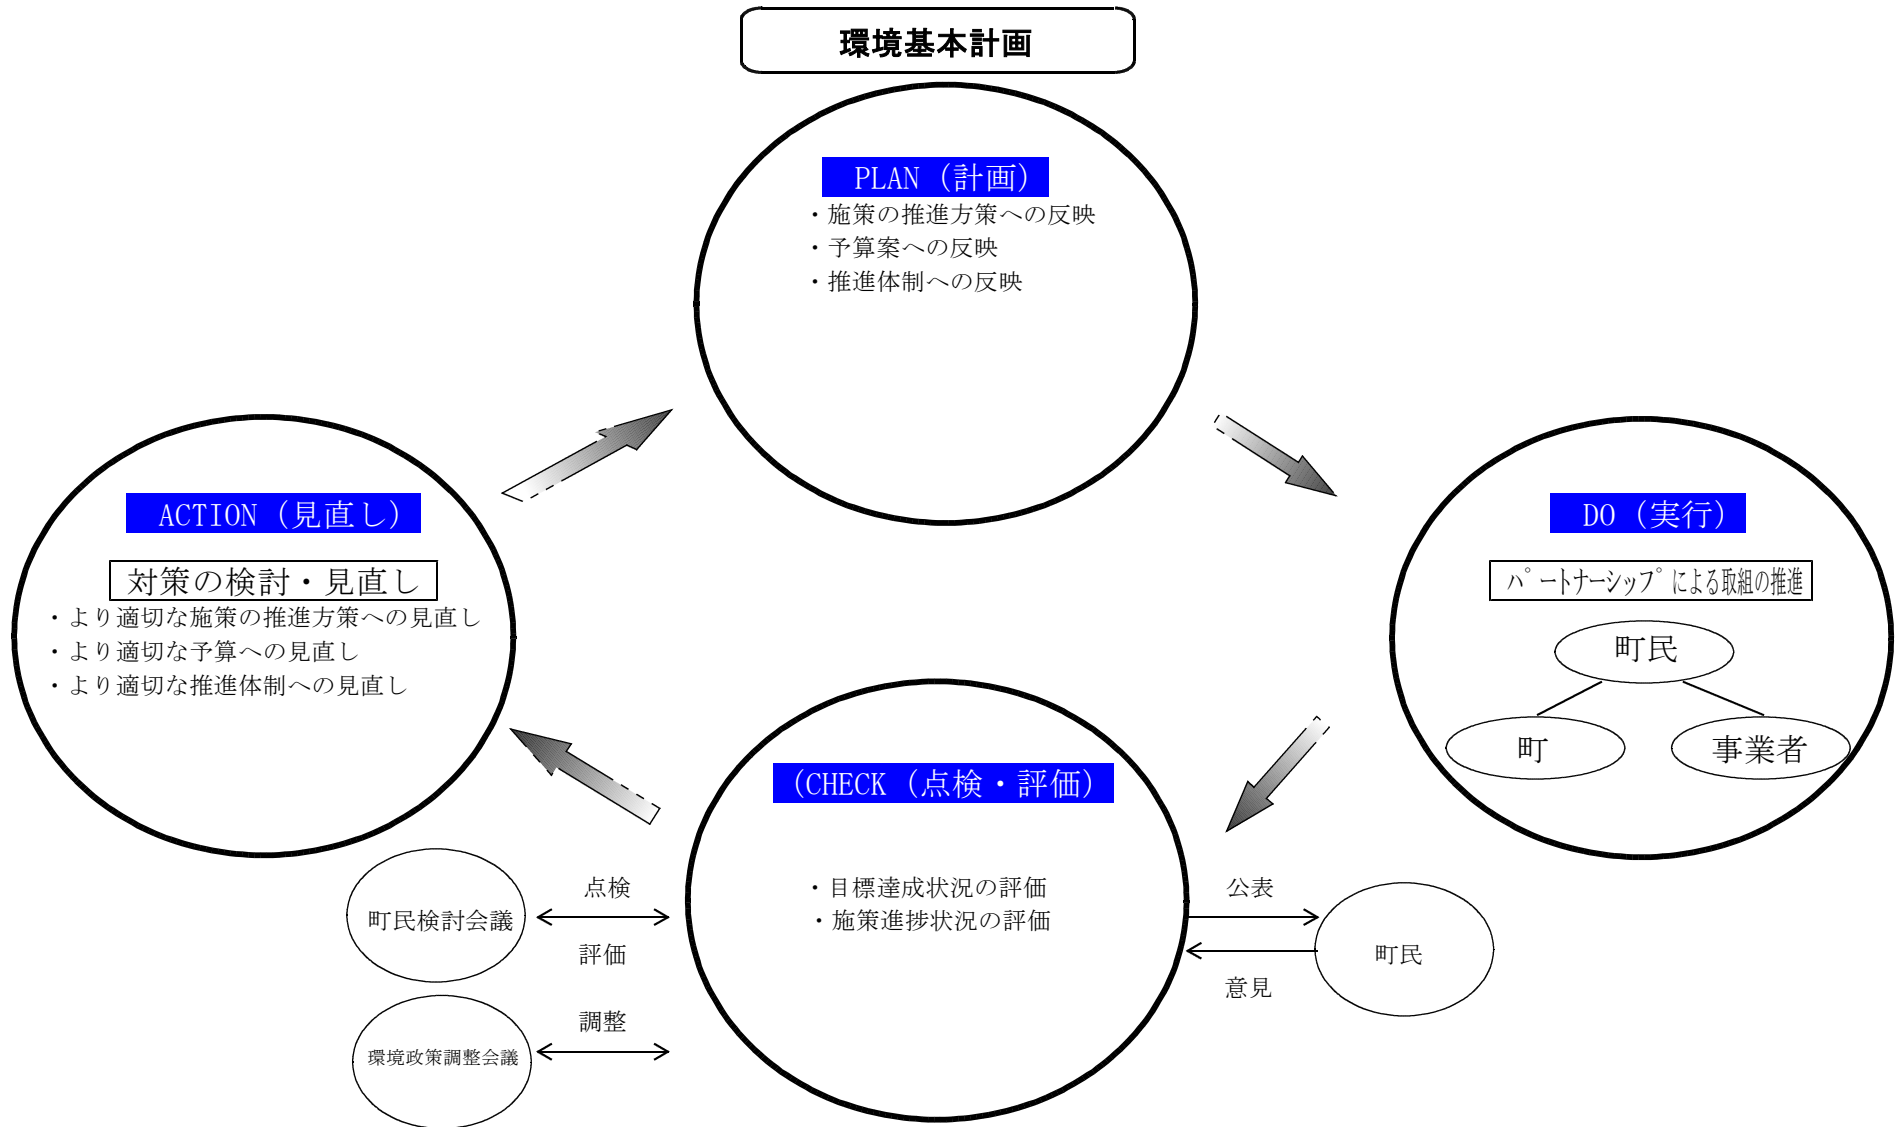 環境基本計画
PLAN（計画）
・施策の推進方策への反映
・予算案への反映
・推進体制への反映
ACTION（見直し）
対策の検討・見直し
・より適切な施策の推進方策への見直し
・より適切な予算への見直し
・より適切な推進体制への見直し
DO（実行）
ﾊﾟｰﾄﾅｰｼｯﾌﾟによる取組の推進
町民
町
事業者
(CHECK（点検・評価）
・目標達成状況の評価
・施策進捗状況の評価
町民検討会議
点検
評価
環境政策調整会議
調整
公表
意見
町民